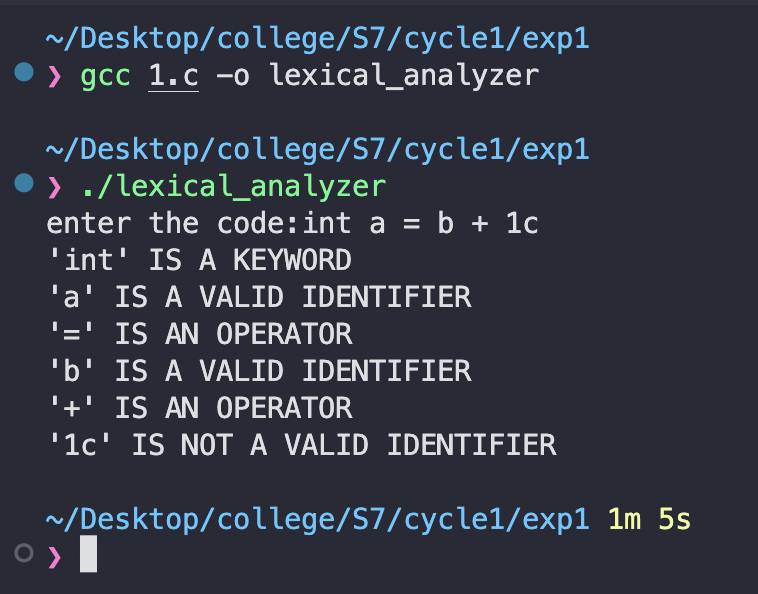 ~/Desktop/college/S7/cycle1/exp1
❯ gcc 1.c -o lexical_analyzer
~/Desktop/college/S7/cycle1/exp1
❯ ./lexical_analyzer
enter the code:int a = b + 1c
'int' IS A KEYWORD
'a' IS A VALID IDENTIFIER
'=' IS AN OPERATOR
'b' IS A VALID IDENTIFIER
'+' IS AN OPERATOR
'1c' IS NOT A VALID IDENTIFIER
~/Desktop/college/S7/cycle1/exp1 1m 5s
❯